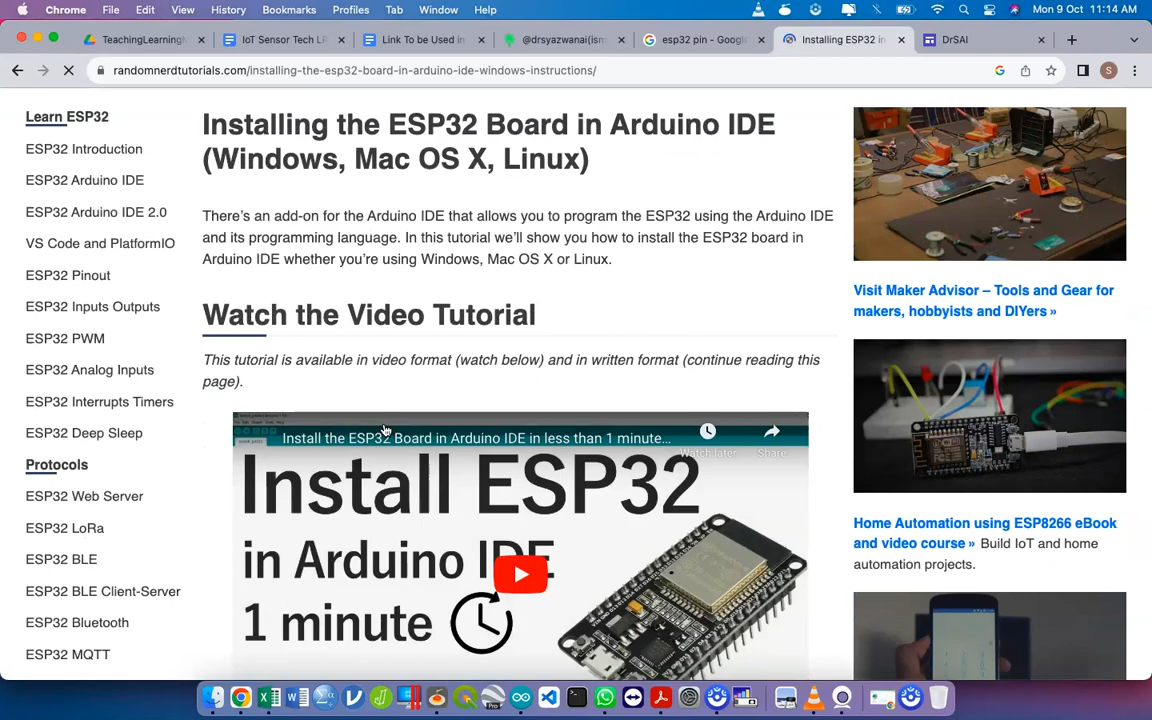 Chrome File Edit View History Bookmarks Profiles Tab Window Help Mon 9 Oct 11:14 AM
TeachingLearningM IoT Sensor Tech LP Link To be Used in @drsyazwanai(ism esp32 pin - Google Installing ESP32 in DrSAI
randomnerdtutorials.com/installing-the-esp32-board-in-arduino-ide-windows-instructions/
S
Learn ESP32
ESP32 Introduction
ESP32 Arduino IDE
ESP32 Arduino IDE 2.0
VS Code and PlatformIO
ESP32 Pinout
ESP32 Inputs Outputs
ESP32 PWM
ESP32 Analog Inputs
ESP32 Interrupts Timers
ESP32 Deep Sleep
Protocols
ESP32 Web Server
ESP32 LoRa
ESP32 BLE
ESP32 BLE Client-Server
ESP32 Bluetooth
ESP32 MQTT
Installing the ESP32 Board in Arduino IDE
(Windows, Mac OS X, Linux)
There's an add-on for the Arduino IDE that allows you to program the ESP32 using the Arduino IDE
and its programming language. In this tutorial we'll show you how to install the ESP32 board in
Arduino IDE whether you're using Windows, Mac OS X or Linux.
Watch the Video Tutorial
This tutorial is available in video format (watch below) and in written format (continue reading this
page).
Install the ESP32 Board in Arduino IDE in less than 1 minute...
Watch later Share
Install ESP32
in Arduino IDE
1 minute
Visit Maker Advisor – Tools and Gear for
makers, hobbyists and DIYers »
Home Automation using ESP8266 eBook
and video course » Build IoT and home
automation projects.
Pro